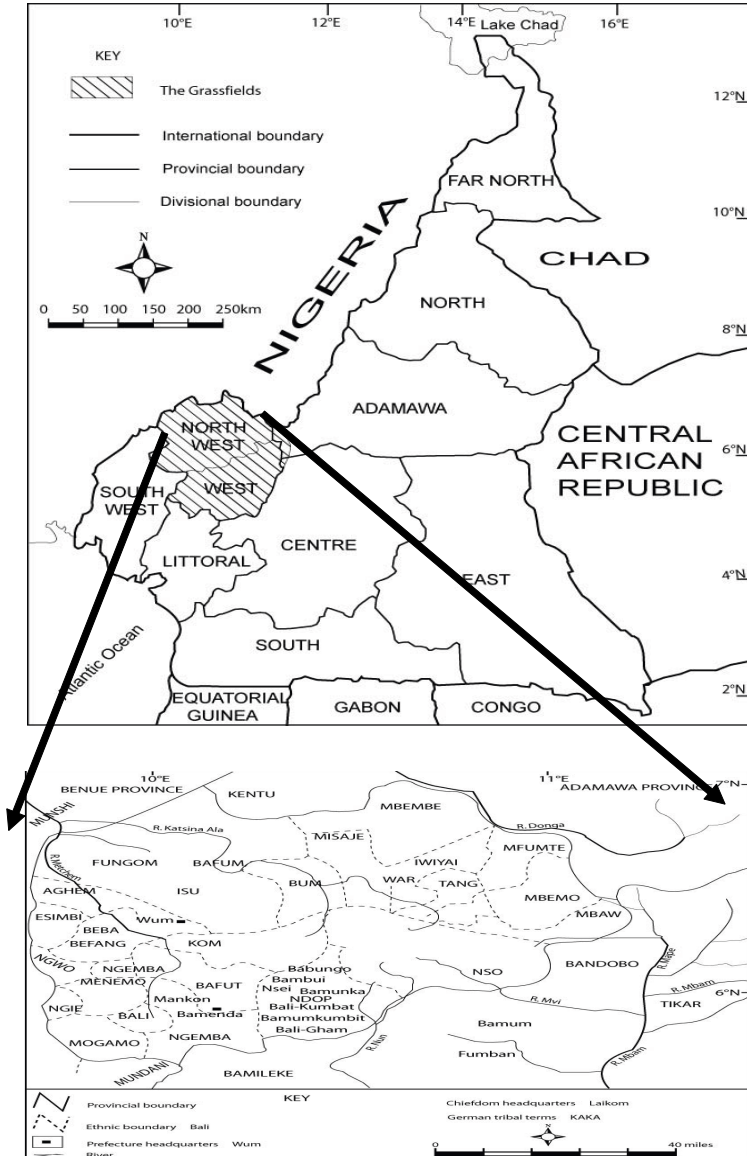 10°E 12°E 14°E 16°E
Lake Chad
KEY
The Grassfields
International boundary
Provincial boundary
Divisional boundary
12°N
FAR NORTH
10°N
N
CHAD
0 50 100 150 200 250km
NIGERIA
NORTH
8°N
ADAMAWA
NORTH
WEST
CENTRAL
AFRICAN
REPUBLIC
6°N
SOUTH
WEST
WEST
CENTRE
LITTORAL
EAST
4°N
Atlantic Ocean
SOUTH
2°N
EQUATORIAL
GUINEA
GABON
CONGO
10°E 11°E 7°N
BENUE PROVINCE
KENTU
ADAMAWA PROVINCE
MUNSHI
MBEMBE
R.Katsina Ala
R.Donga
MISAJE
MFUMTE
R.Metchem
FUNGOM
BAFUM
IWIYAI
AGHEM
ISU
BUM
WAR
TANG
MBEMO
ESIMBI
Wum
MBAW
BEBA
BEFANG
KOM
NGWO
NGEMBA
MENEMO
BAFUT
Babungo
Bambui
Nsei
Bamunka
NDOP
NSO
BANDOBO
R.Mape
R.Mbam
6°N
NGIE
BALI
Mankon
Bamenda
Bali-Kumbat
Bamumkumbit
Bali-Gham
R.Mvi
TIKAR
MOGAMO
NGEMBA
R.Nun
Bamum
MUNDANI
BAMILEKE
Fumban
R.Mbam
KEY
Provincial boundary
Chiefdom headquarters Laikom
Ethnic boundary Bali
German tribal terms KAKA
Prefecture headquarters Wum
River
0 40 miles